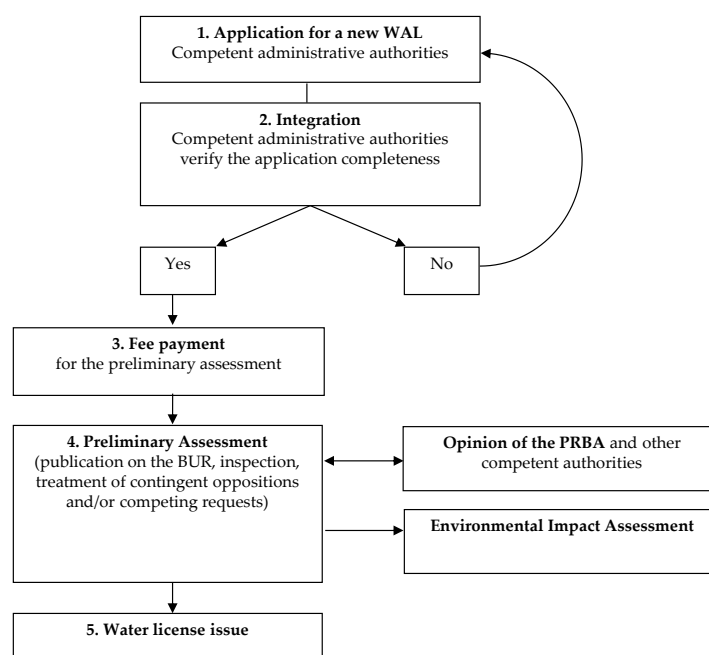 1. Application for a new WAL
Competent administrative authorities
2. Integration
Competent administrative authorities
verify the application completeness
Yes
No
3. Fee payment
for the preliminary assessment
4. Preliminary Assessment
(publication on the BUR, inspection,
treatment of contingent oppositions
and/or competing requests)
Opinion of the PRBA and other
competent authorities
Environmental Impact Assessment
5. Water license issue